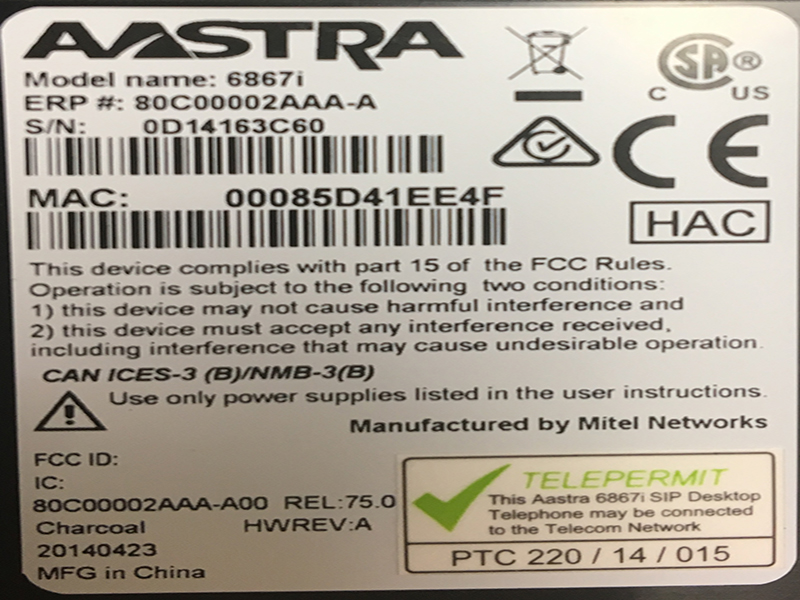 AASTRA
Model name: 6867i
ERP #: 80C00002AAA-A
S/N: 0D14163C60
MAC: 00085D41EE4F
SA ®
C US
CE
HAC
This device complies with part 15 of the FCC Rules.
Operation is subject to the following two conditions:
1) this device may not cause harmful interference and
2) this device must accept any interference received,
including interference that may cause undesirable operation.
CAN ICES-3 (B)/NMB-3(B)
Use only power supplies listed in the user instructions.
Manufactured by Mitel Networks
FCC ID:
IC:
80C00002AAA-A00 REL:75.0
Charcoal HWREV:A
20140423
MFG in China
TELEPERMIT
This Aastra 6867i SIP Desktop
Telephone may be connected
to the Telecom Network
PTC 220 / 14 / 015